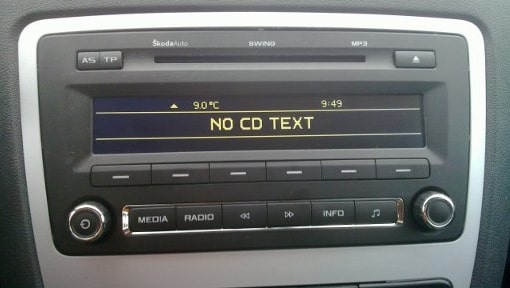 ŠkodaAuto SWING MP3
AS TP
9.0°C 9:49
NO CD TEXT
MEDIA RADIO INFO